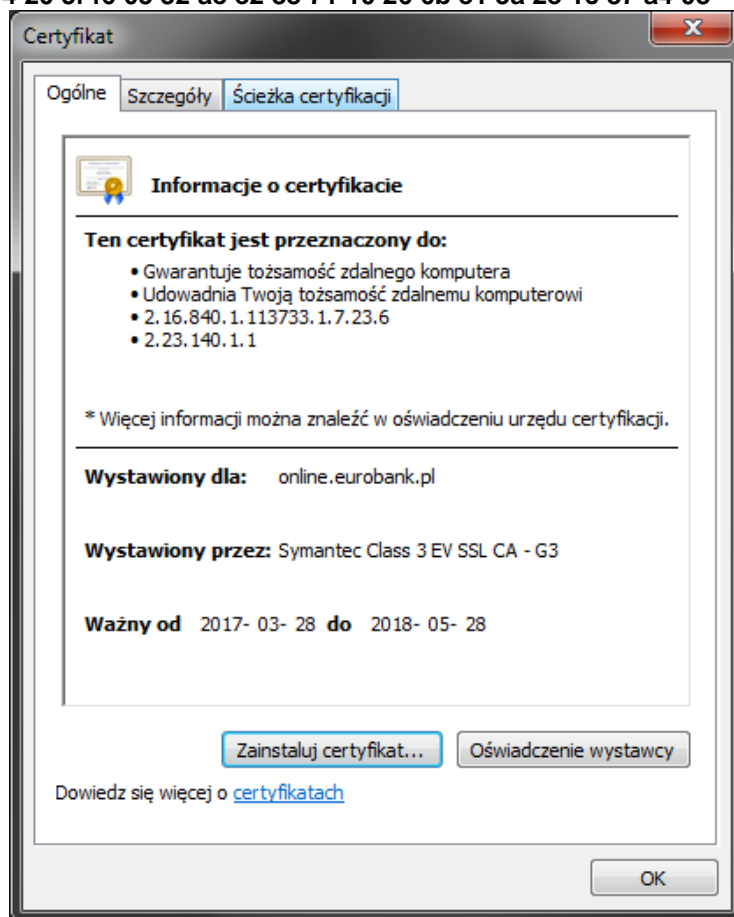 Certyfikat
Ogólne Szczegóły Ścieżka certyfikacji
Informacje o certyfikacie
Ten certyfikat jest przeznaczony do:
• Gwarantuje tożsamość zdalnego komputera
• Udowadnia Twoją tożsamość zdalnemu komputerowi
• 2.16.840.1.113733.1.7.23.6
• 2.23.140.1.1
* Więcej informacji można znaleźć w oświadczeniu urzędu certyfikacji.
Wystawiony dla: online.eurobank.pl
Wystawiony przez: Symantec Class 3 EV SSL CA - G3
Ważny od 2017- 03- 28 do 2018- 05- 28
Zainstaluj certyfikat... Oświadczenie wystawcy
Dowiedz się więcej o certyfikatach
OK